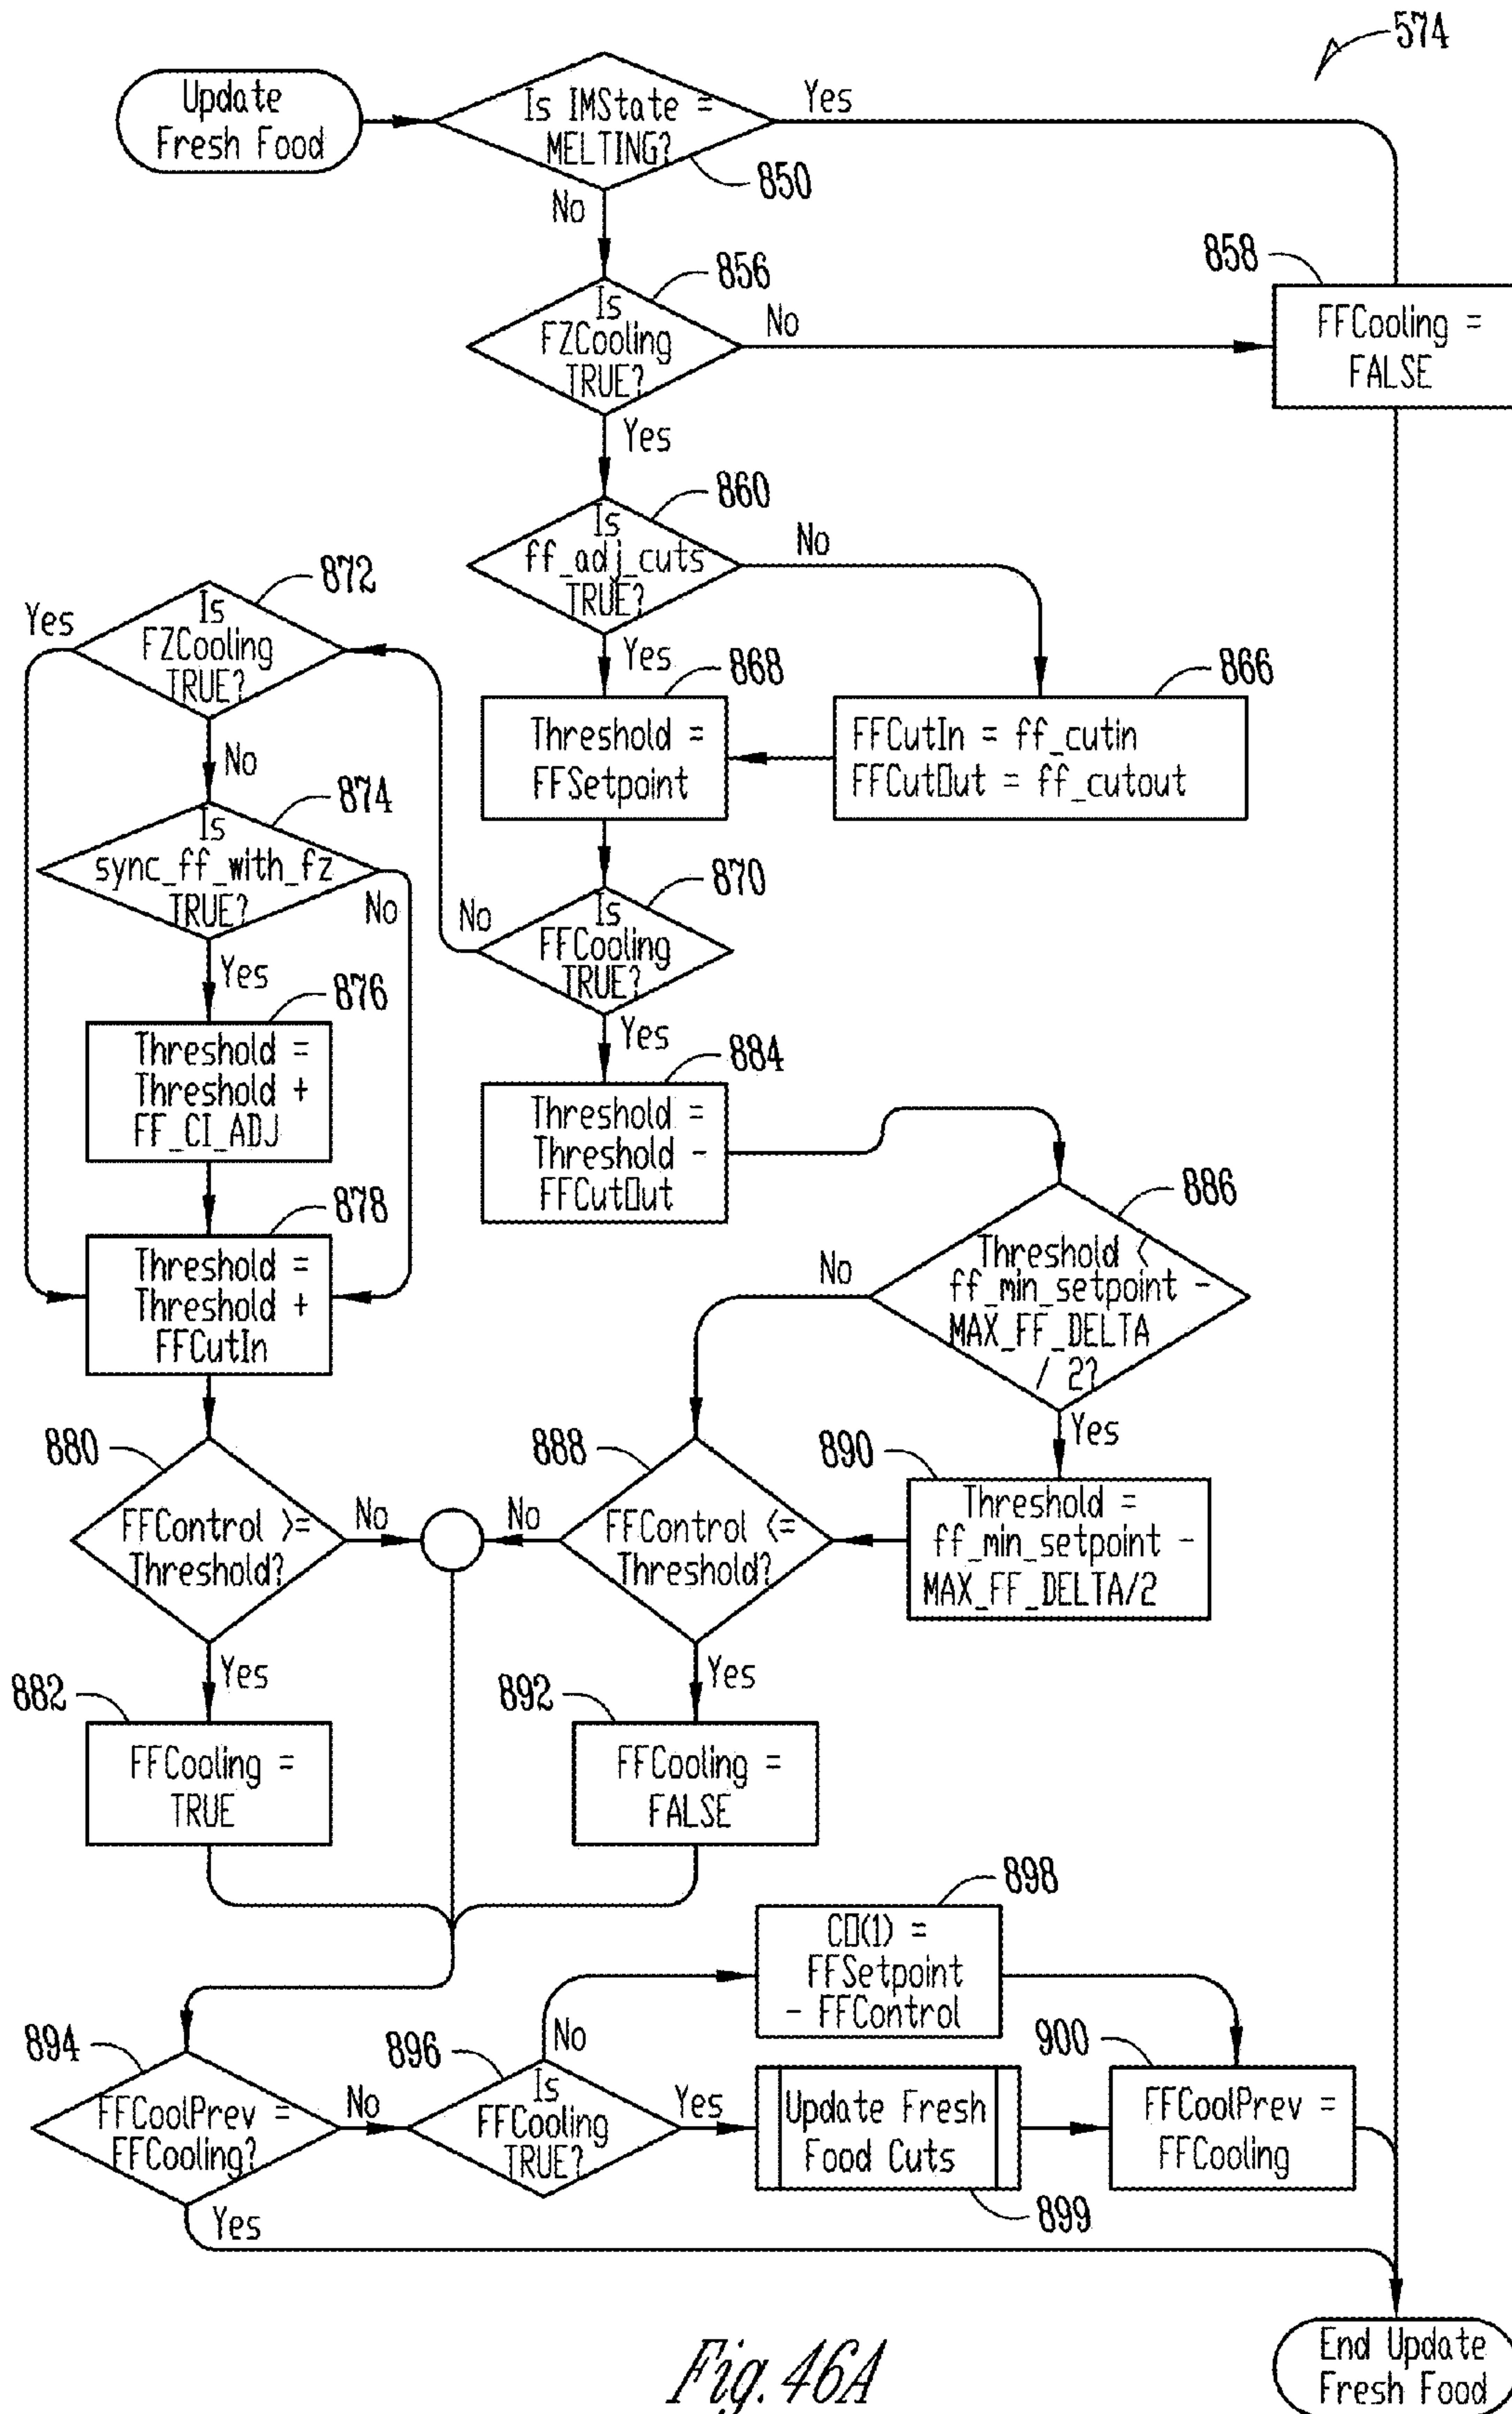 574
Update
Fresh Food
Is IMState =
MELTING?
Yes
850
No
856
Is
FZCooling
TRUE?
No
858
FFCooling =
FALSE
Yes
860
Is
ff_adj_cuts
TRUE?
No
872
Is
FZCooling
TRUE?
Yes
Yes
868
Threshold =
FFSetpoint
866
FFCutIn = ff_cutin
FFCutOut = ff_cutout
No
874
Is
sync_ff_with_fz
TRUE?
No
870
Is
FFCooling
TRUE?
No
Yes
876
Threshold =
Threshold +
FF_CI_ADJ
Yes
884
Threshold =
Threshold -
FFCutOut
878
Threshold =
Threshold +
FFCutIn
886
Threshold <
ff_min_setpoint -
MAX_FF_DELTA
/ 2?
No
Yes
880
FFControl >=
Threshold?
No
888
FFControl <=
Threshold?
No
890
Threshold =
ff_min_setpoint -
MAX_FF_DELTA/2
Yes
882
FFCooling =
TRUE
Yes
892
FFCooling =
FALSE
898
CO(1) =
FFSetpoint
- FFControl
894
FFCoolPrev =
FFCooling?
No
896
Is
FFCooling
TRUE?
No
Yes
Update Fresh
Food Cuts
899
900
FFCoolPrev =
FFCooling
Yes
End Update
Fresh Food
Fig. 46A